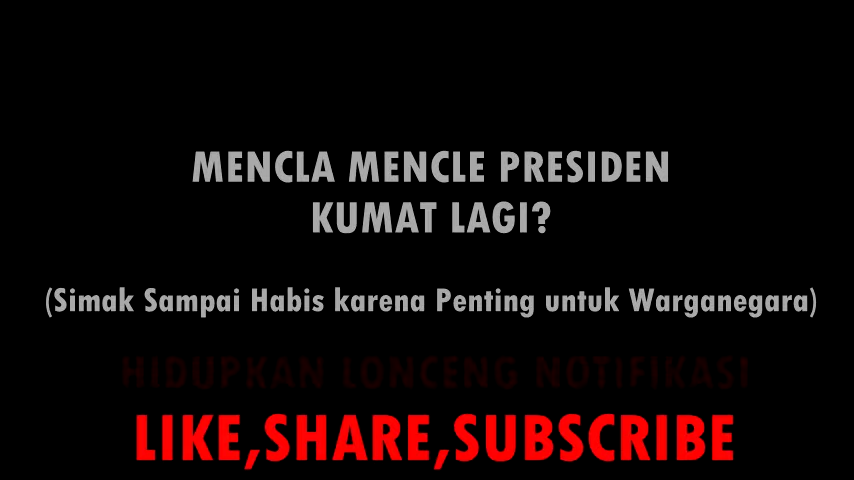 MENCLA MENCLE PRESIDEN
KUMAT LAGI?
(Simak Sampai Habis karena Penting untuk Warganegara)
HIDUPKAN LONCENG NOTIFIKASI
LIKE,SHARE,SUBSCRIBE